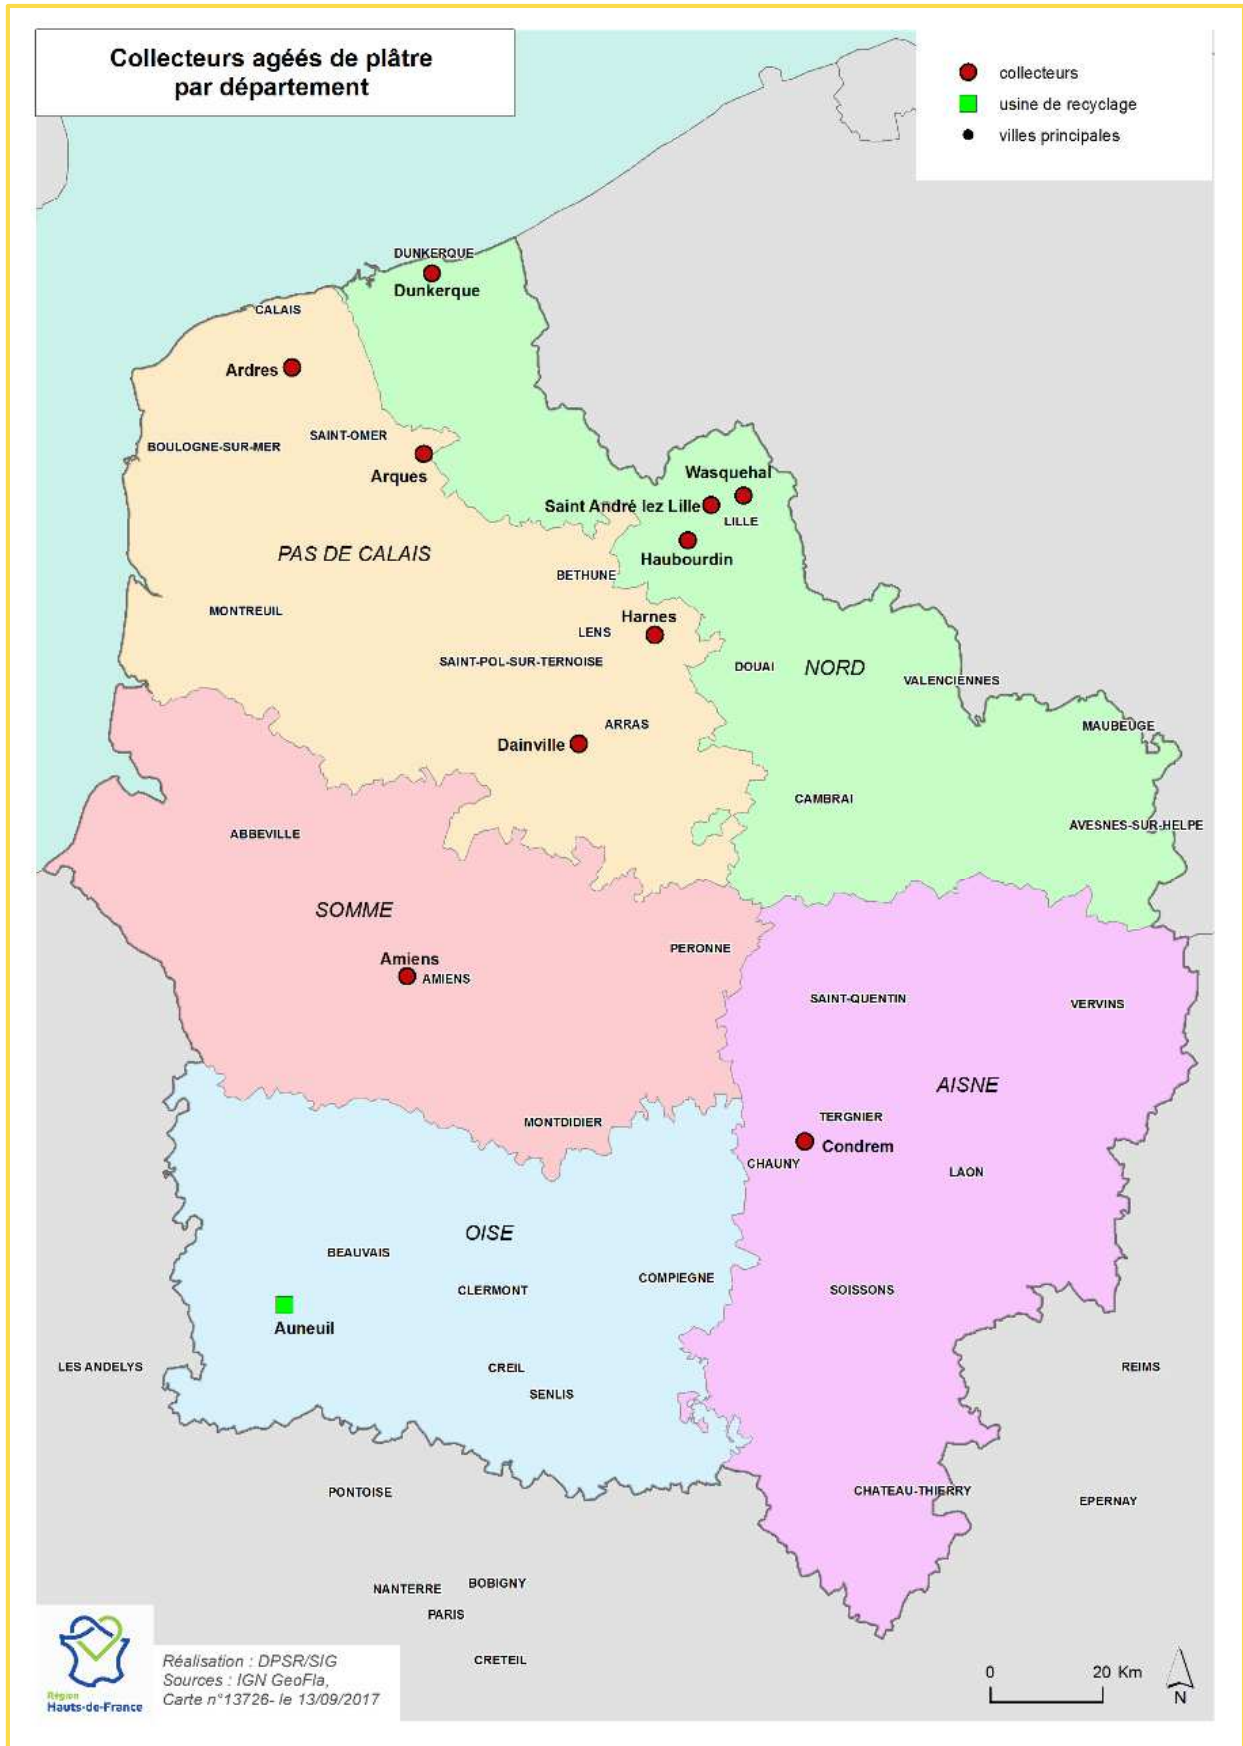 Collecteurs agéés de plâtre
par département
collecteurs
usine de recyclage
villes principales
DUNKERQUE
Dunkerque
CALAIS
Ardres
BOULOGNE-SUR-MER
SAINT-OMER
Arques
Wasquehal
Saint André lez Lille
LILLE
Haubourdin
PAS DE CALAIS
BETHUNE
MONTREUIL
Harnes
LENS
SAINT-POL-SUR-TERNOISE
DOUAI
NORD
VALENCIENNES
ARRAS
MAUBEUGE
Dainville
CAMBRAI
AVESNES-SUR-HELPE
ABBEVILLE
SOMME
PERONNE
Amiens
AMIENS
SAINT-QUENTIN
VERVINS
AISNE
MONTDIDIER
TERGNIER
Condrem
CHAUNY
LAON
OISE
BEAUVAIS
COMPIEGNE
CLERMONT
SOISSONS
Auneuil
LES ANDELYS
CREIL
REIMS
SENLIS
PONTOISE
CHATEAU-THIERRY
EPERNAY
NANTERRE
BOBIGNY
PARIS
CRETEIL
Région
Hauts-de-France
Réalisation : DPSR/SIG
Sources : IGN GeoFla,
Carte n°13726- le 13/09/2017
0 20 Km
N